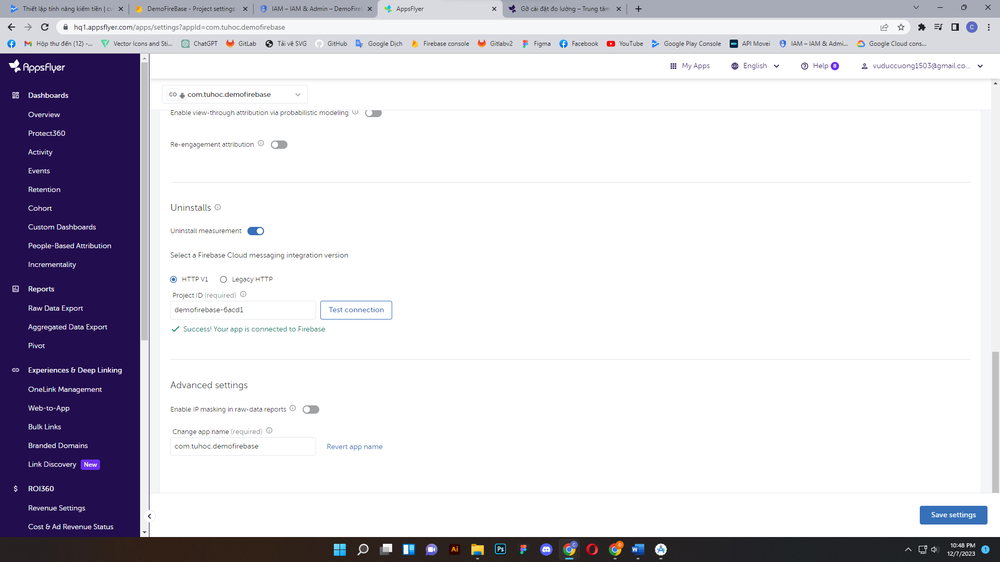 Thiết lập tính năng kiếm tiền | cv
DemoFireBase - Project settings -
IAM – IAM & Admin – DemoFireB
AppsFlyer
Gỡ cài đặt đo lường – Trung tâm
hq1.appsflyer.com/apps/settings?appId=com.tuhoc.demofirebase
C
Hộp thư đến (12) -...
Vector Icons and Sti...
ChatGPT
GitLab
Tải về SVG
GitHub
Google Dịch
Firebase console
Gitlabv2
Figma
Facebook
YouTube
Google Play Console
API Movei
IAM – IAM & Admi...
Google Cloud cons...
AppsFlyer
My Apps
English
Help 8
vuduccuong1503@gmail.co...
Dashboards
Overview
Protect360
Activity
Events
Retention
Cohort
Custom Dashboards
People-Based Attribution
Incrementality
Reports
Raw Data Export
Aggregated Data Export
Pivot
Experiences & Deep Linking
OneLink Management
Web-to-App
Bulk Links
Branded Domains
Link Discovery New
ROI360
Revenue Settings
Cost & Ad Revenue Status
CO com.tuhoc.demofirebase
Enable view-through attribution via probabilistic modeling
Re-engagement attribution
Uninstalls
Uninstall measurement
Select a Firebase Cloud messaging integration version
HTTP V1 Legacy HTTP
Project ID (required)
demofirebase-6acd1 Test connection
Success! Your app is connected to Firebase
Advanced settings
Enable IP masking in raw-data reports
Change app name (required)
com.tuhoc.demofirebase Revert app name
Save settings
Ai
Ps
C
Đ
W
10:48 PM
12/7/2023
1